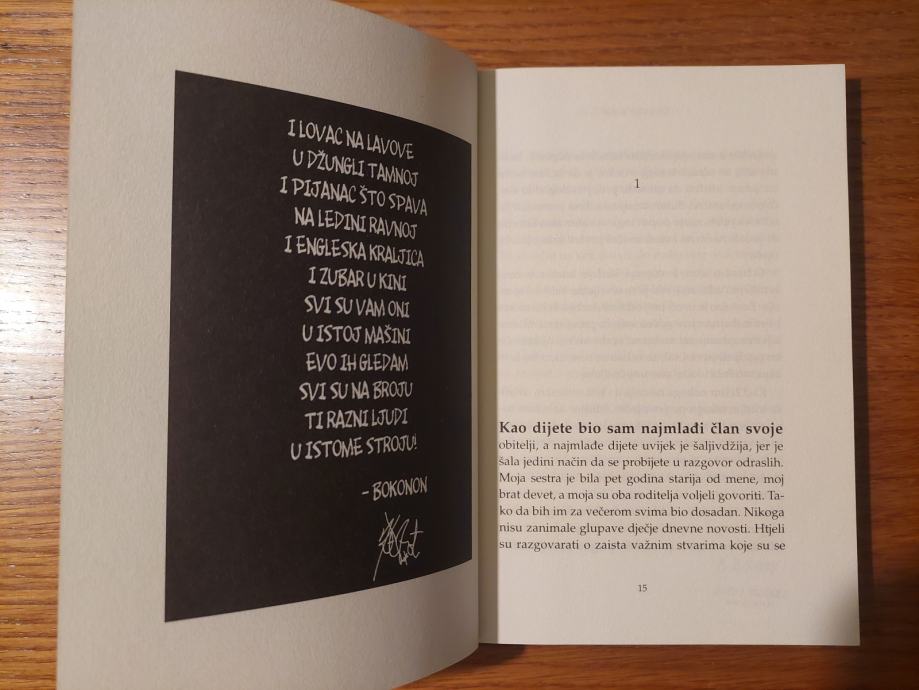 I LOVAC NA LAVOVE
U DŽUNGLI TAMNOJ
I PIJANAC ŠTO SPAVA
NA LEDINI RAVNOJ
I ENGLESKA KRALJICA
I ZUBAR U KINI
SVI SU VAM ONI
U ISTOJ MAŠINI
EVO IH GLEDAM
SVI SU NA BROJU
TI RAZNI LJUDI
U ISTOME STROJU!
– BOKONON
1
Kao dijete bio sam najmlađi član svoje
obitelji, a najmlađe dijete uvijek je šaljivdžija, jer je
šala jedini način da se probijete u razgovor odraslih.
Moja sestra je bila pet godina starija od mene, moj
brat devet, a moja su oba roditelja voljeli govoriti. Ta-
ko da bih im za večerom svima bio dosadan. Nikoga
nisu zanimale glupave dječje dnevne novosti. Htjeli
su razgovarati o zaista važnim stvarima koje su se
15